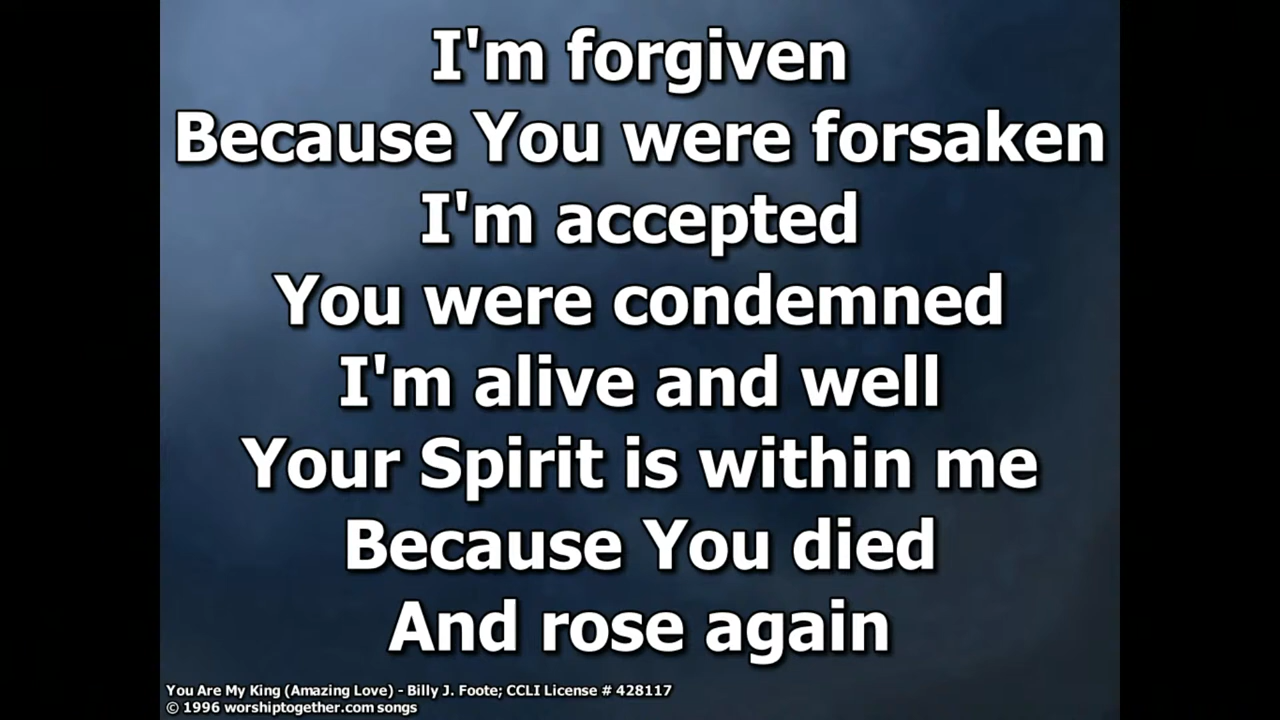 I'm forgiven
Because You were forsaken
I'm accepted
You were condemned
I'm alive and well
Your Spirit is within me
Because You died
And rose again
You Are My King (Amazing Love) - Billy J. Foote; CCLI License # 428117
© 1996 worshiptogether.com songs